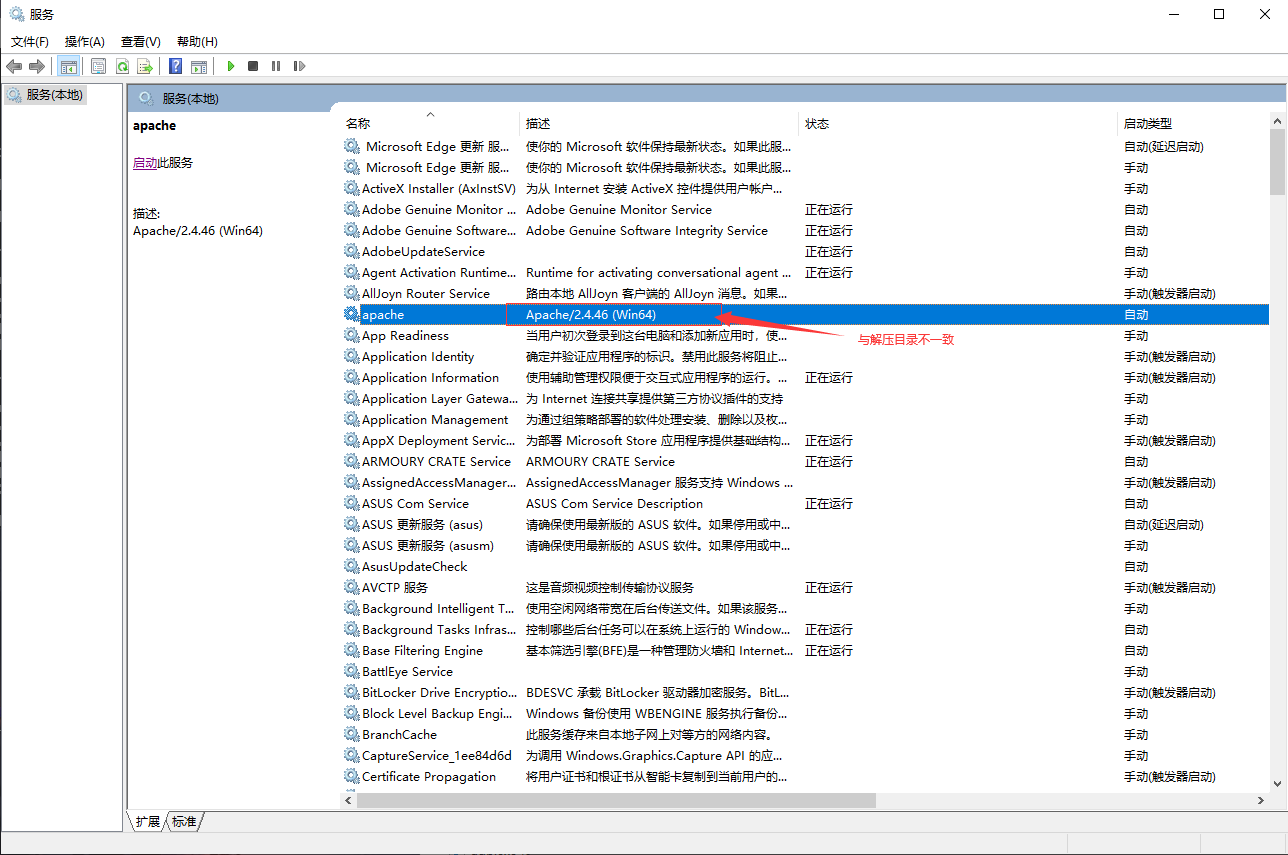 服务
文件(F) 操作(A) 查看(V) 帮助(H)
服务(本地)
服务(本地)
apache
启动此服务
描述:
Apache/2.4.46 (Win64)
名称 描述 状态 启动类型
Microsoft Edge 更新 服... 使你的 Microsoft 软件保持最新状态。如果此服... 自动(延迟启动)
Microsoft Edge 更新 服... 使你的 Microsoft 软件保持最新状态。如果此服... 手动
ActiveX Installer (AxInstSV) 为从 Internet 安装 ActiveX 控件提供用户帐户... 手动
Adobe Genuine Monitor ... Adobe Genuine Monitor Service 正在运行 自动
Adobe Genuine Software... Adobe Genuine Software Integrity Service 正在运行 自动
AdobeUpdateService 正在运行 自动
Agent Activation Runtime... Runtime for activating conversational agent ... 正在运行 手动
AllJoyn Router Service 路由本地 AllJoyn 客户端的 AllJoyn 消息。如果... 手动(触发器启动)
apache Apache/2.4.46 (Win64) 自动
App Readiness 当用户初次登录到这台电脑和添加新应用时，使... 手动
与解压目录不一致
Application Identity 确定并验证应用程序的标识。禁用此服务将阻止... 手动(触发器启动)
Application Information 使用辅助管理权限便于交互式应用程序的运行。... 正在运行 手动(触发器启动)
Application Layer Gatewa... 为 Internet 连接共享提供第三方协议插件的支持 手动
Application Management 为通过组策略部署的软件处理安装、删除以及枚... 手动
AppX Deployment Servic... 为部署 Microsoft Store 应用程序提供基础结构... 正在运行 手动(触发器启动)
ARMOURY CRATE Service ARMOURY CRATE Service 正在运行 自动
AssignedAccessManager... AssignedAccessManager 服务支持 Windows ... 手动(触发器启动)
ASUS Com Service ASUS Com Service Description 正在运行 自动
ASUS 更新服务 (asus) 请确保使用最新版的 ASUS 软件。如果停用或中... 自动(延迟启动)
ASUS 更新服务 (asusm) 请确保使用最新版的 ASUS 软件。如果停用或中... 手动
AsusUpdateCheck 自动
AVCTP 服务 这是音频视频控制传输协议服务 正在运行 手动(触发器启动)
Background Intelligent T... 使用空闲网络带宽在后台传送文件。如果该服务... 手动
Background Tasks Infras... 控制哪些后台任务可以在系统上运行的 Window... 正在运行 自动
Base Filtering Engine 基本筛选引擎(BFE)是一种管理防火墙和 Internet... 正在运行 自动
BattlEye Service 手动
BitLocker Drive Encryptio... BDESVC 承载 BitLocker 驱动器加密服务。BitL... 手动(触发器启动)
Block Level Backup Engi... Windows 备份使用 WBENGINE 服务执行备份... 手动
BranchCache 此服务缓存来自本地子网上对等方的网络内容。 手动
CaptureService_1ee84d6d 为调用 Windows.Graphics.Capture API 的应... 手动
Certificate Propagation 将用户证书和根证书从智能卡复制到当前用户的... 手动(触发器启动)
扩展 标准